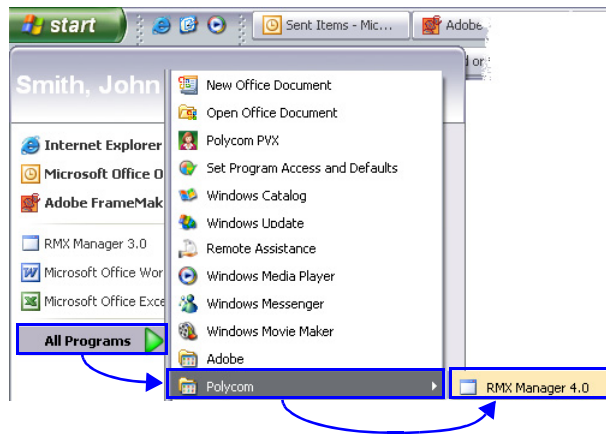 start
Sent Items - Mic...
Adobe
Smith, John
Internet Explorer
Microsoft Office O
Adobe FrameMak
RMX Manager 3.0
Microsoft Office Wor
Microsoft Office Exce
All Programs
New Office Document
Open Office Document
Polycom PVX
Set Program Access and Defaults
Windows Catalog
Windows Update
Remote Assistance
Windows Media Player
Windows Messenger
Windows Movie Maker
Adobe
Polycom
RMX Manager 4.0